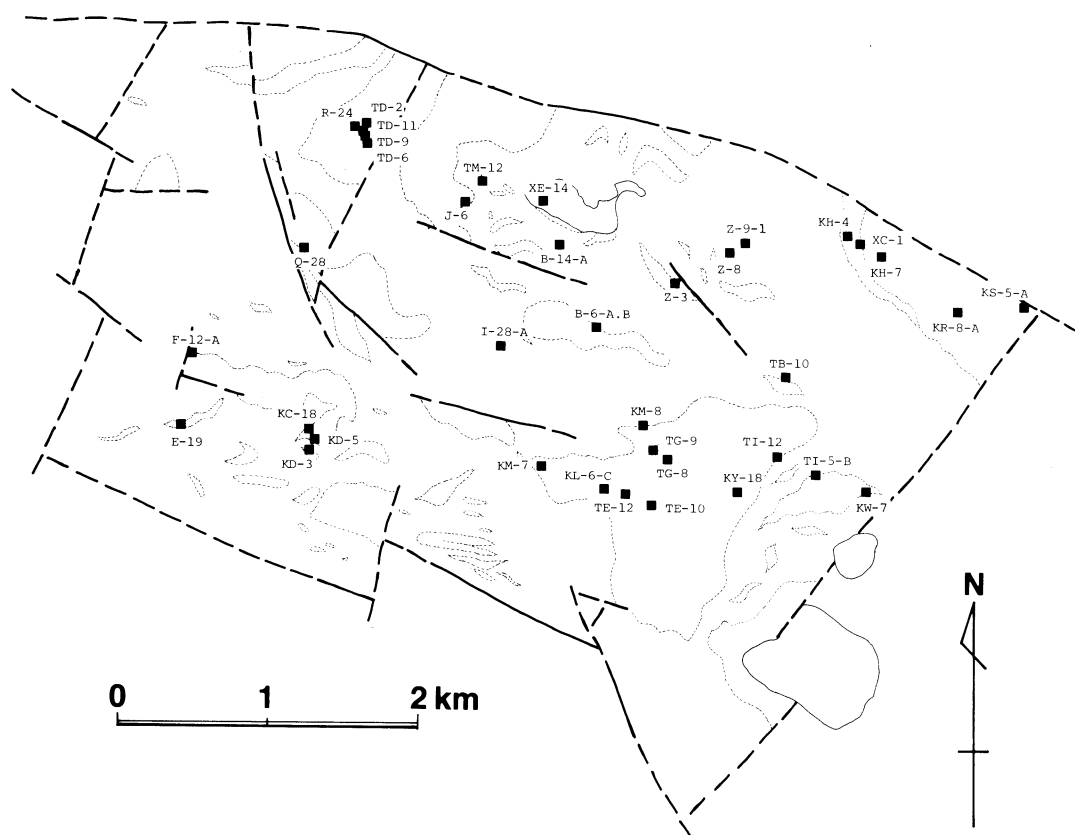 TD-2
R-24
TD-11
TD-9
TD-6
TM-12
XE-14
J-6
KH-4
Z-9-1
XC-1
B-14-A
Q-28
Z-8
KH-7
Z-3
KS-5-A
B-6-A.B
KR-8-A
F-12-A
I-28-A
TB-10
KC-18
KM-8
E-19
KD-5
TG-9
TI-12
KD-3
KM-7
KL-6-C
TG-8
TI-5-B
KY-18
TE-12
TE-10
KW-7
N
0 1 2 km